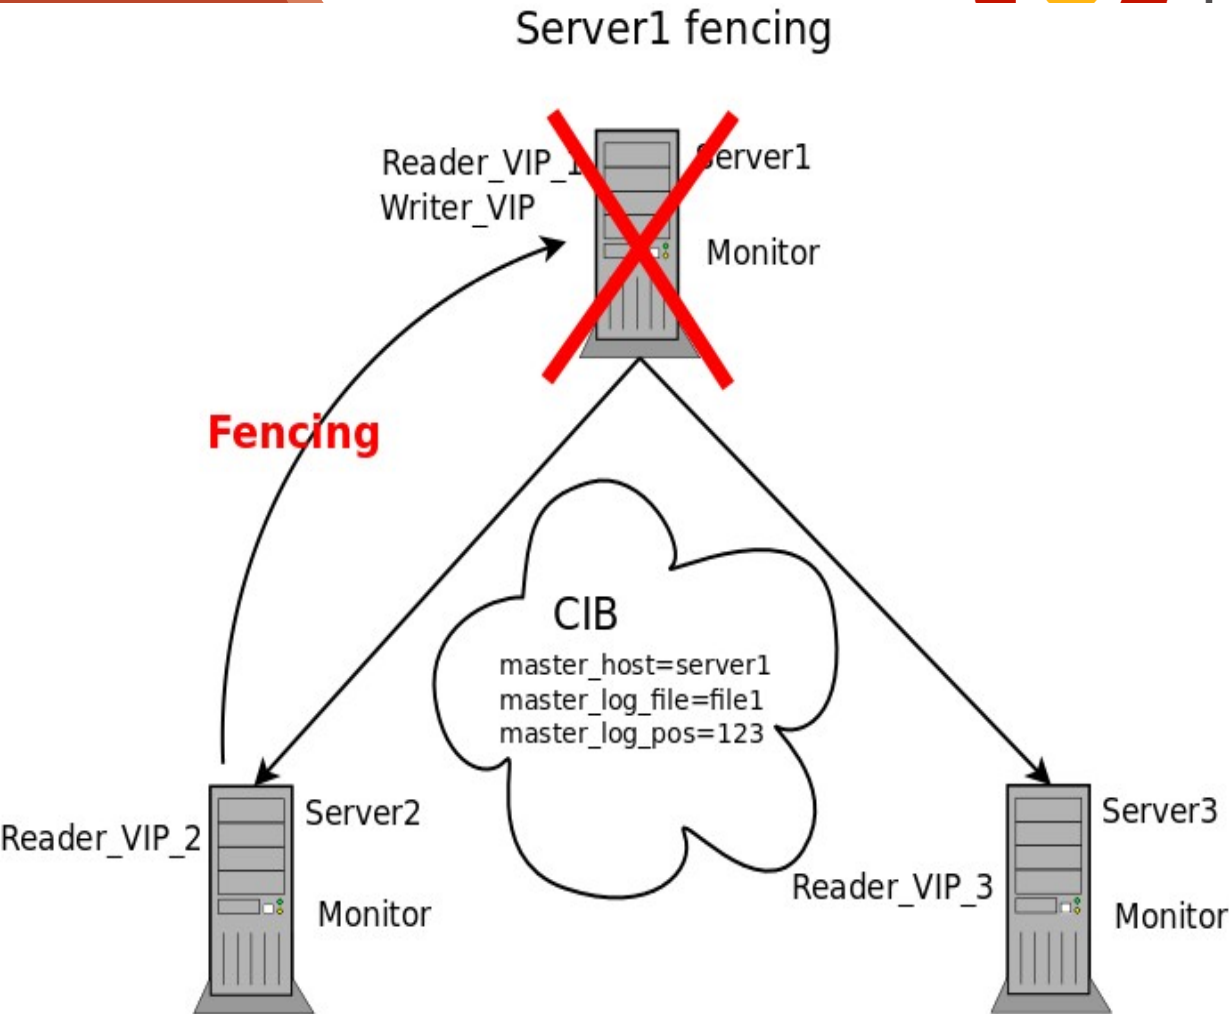 Server1 fencing
Reader_VIP_1
Server1
Writer_VIP
Monitor
Fencing
CIB
master_host=server1
master_log_file=file1
master_log_pos=123
Server2
Reader_VIP_2
Monitor
Server3
Reader_VIP_3
Monitor